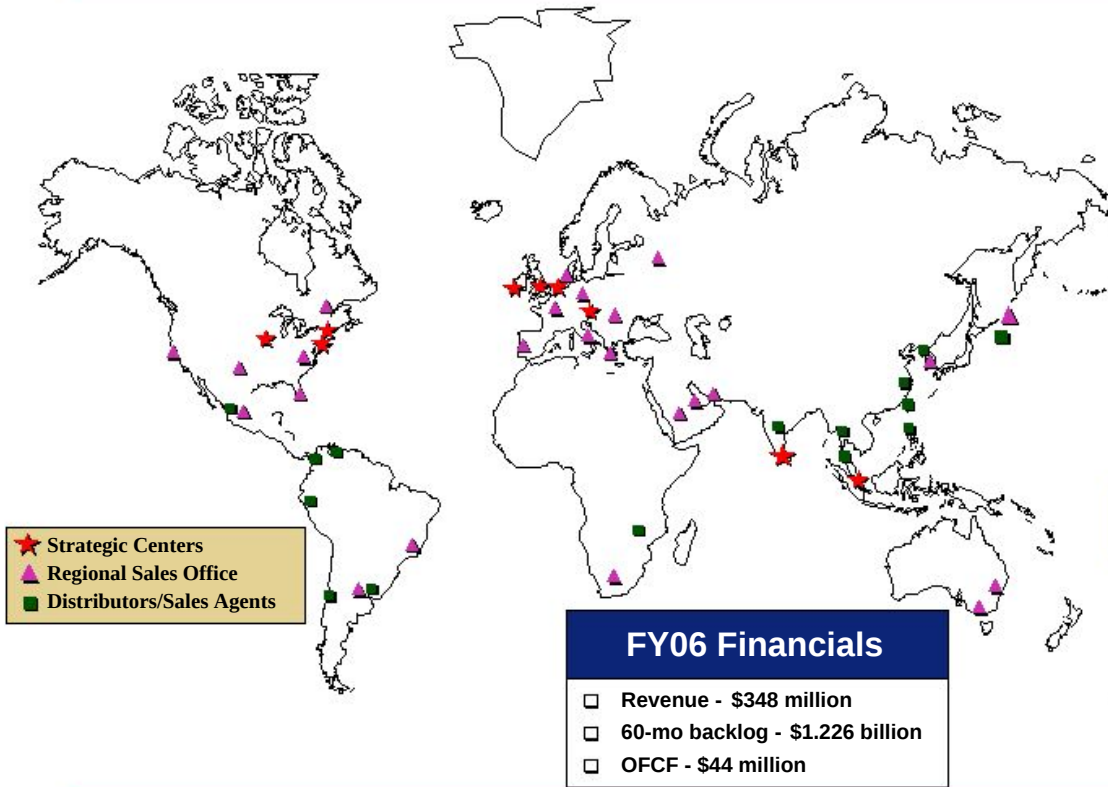 Strategic Centers
Regional Sales Office
Distributors/Sales Agents
FY06 Financials
Revenue - $348 million
60-mo backlog - $1.226 billion
OFCF - $44 million